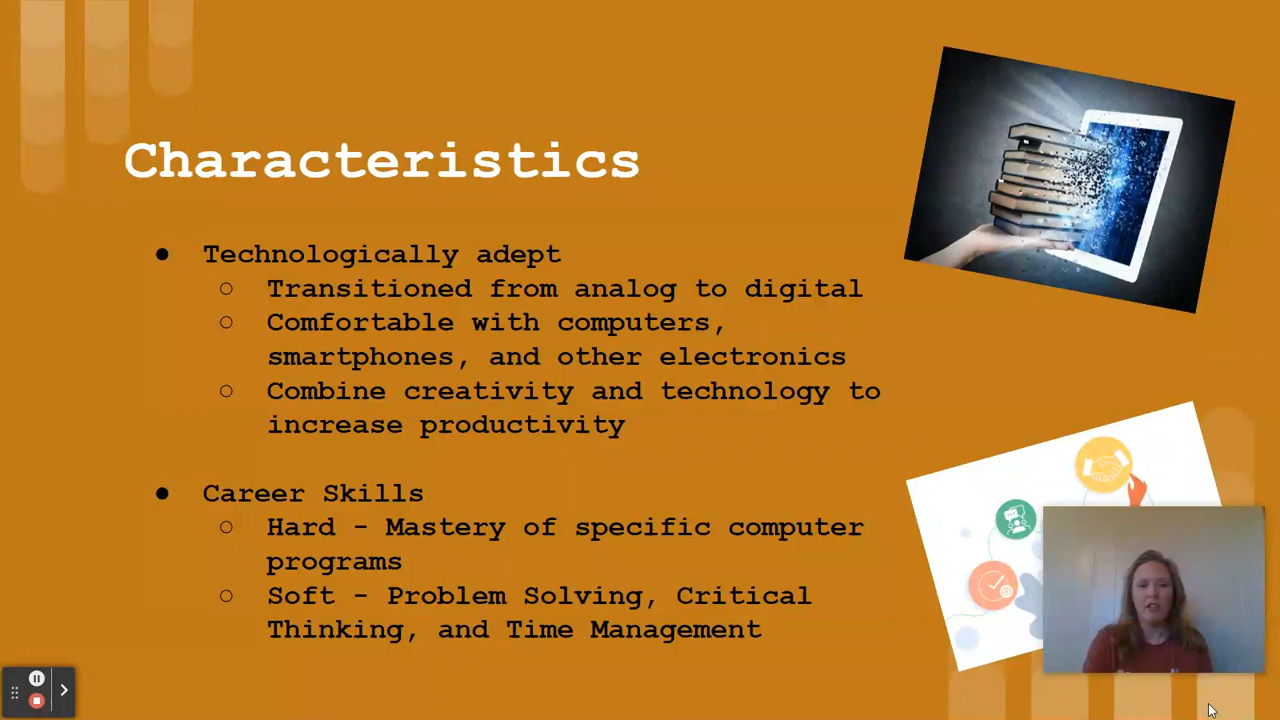 Characteristics
● Technologically adept
○ Transitioned from analog to digital
○ Comfortable with computers,
smartphones, and other electronics
○ Combine creativity and technology to
increase productivity
● Career Skills
○ Hard - Mastery of specific computer
programs
○ Soft - Problem Solving, Critical
Thinking, and Time Management